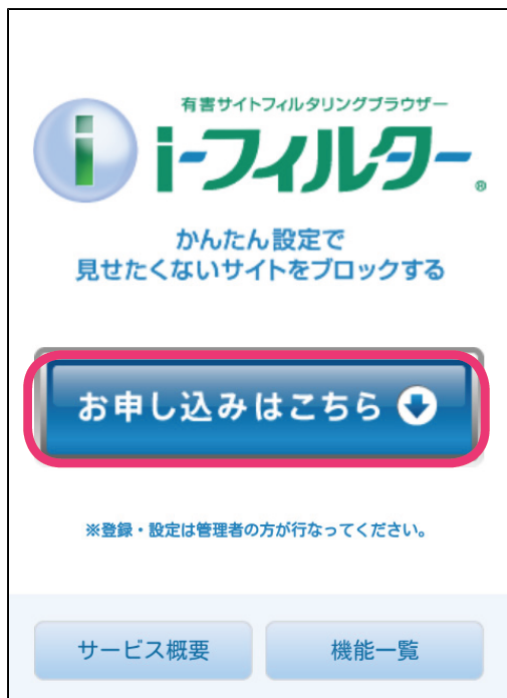 有害サイトフィルタリングブラウザー
i
i-フィルター®
かんたん設定で
見せたくないサイトをブロックする
お申し込みはこちら
※登録・設定は管理者の方が行なってください。
サービス概要
機能一覧